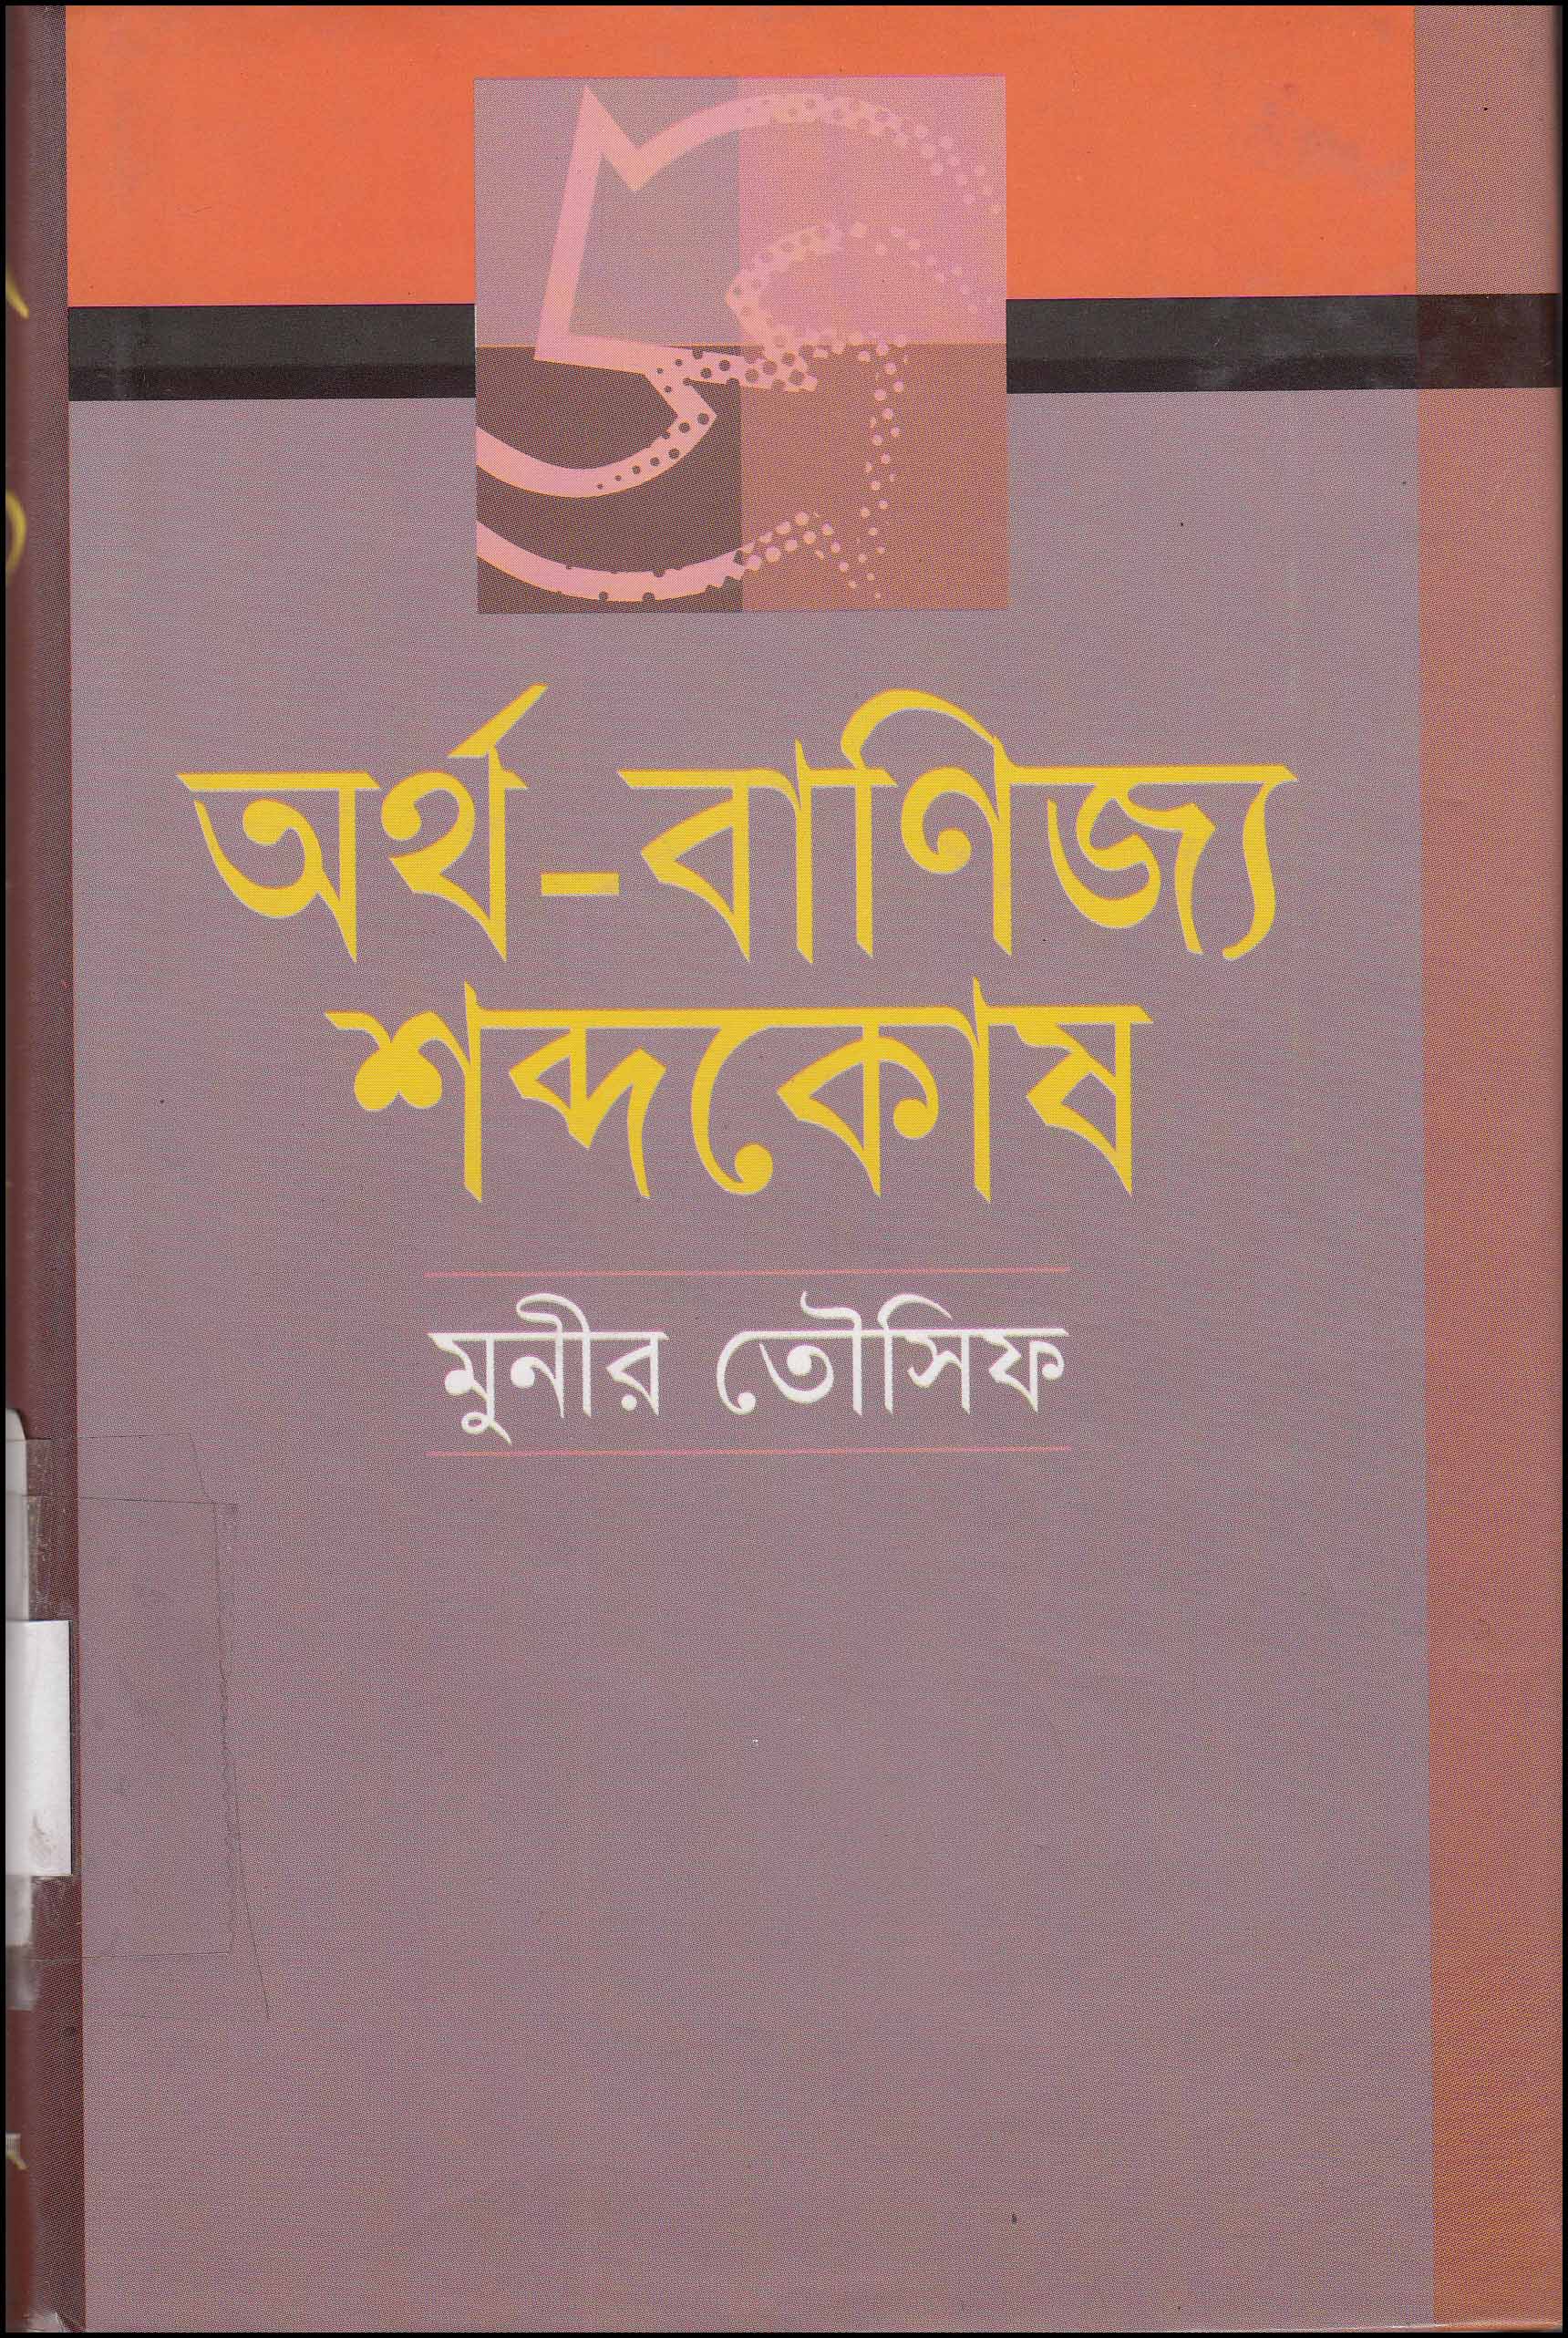 অর্থ-বাণিজ্য
শব্দকোষ
মুনীর তৌসিফ